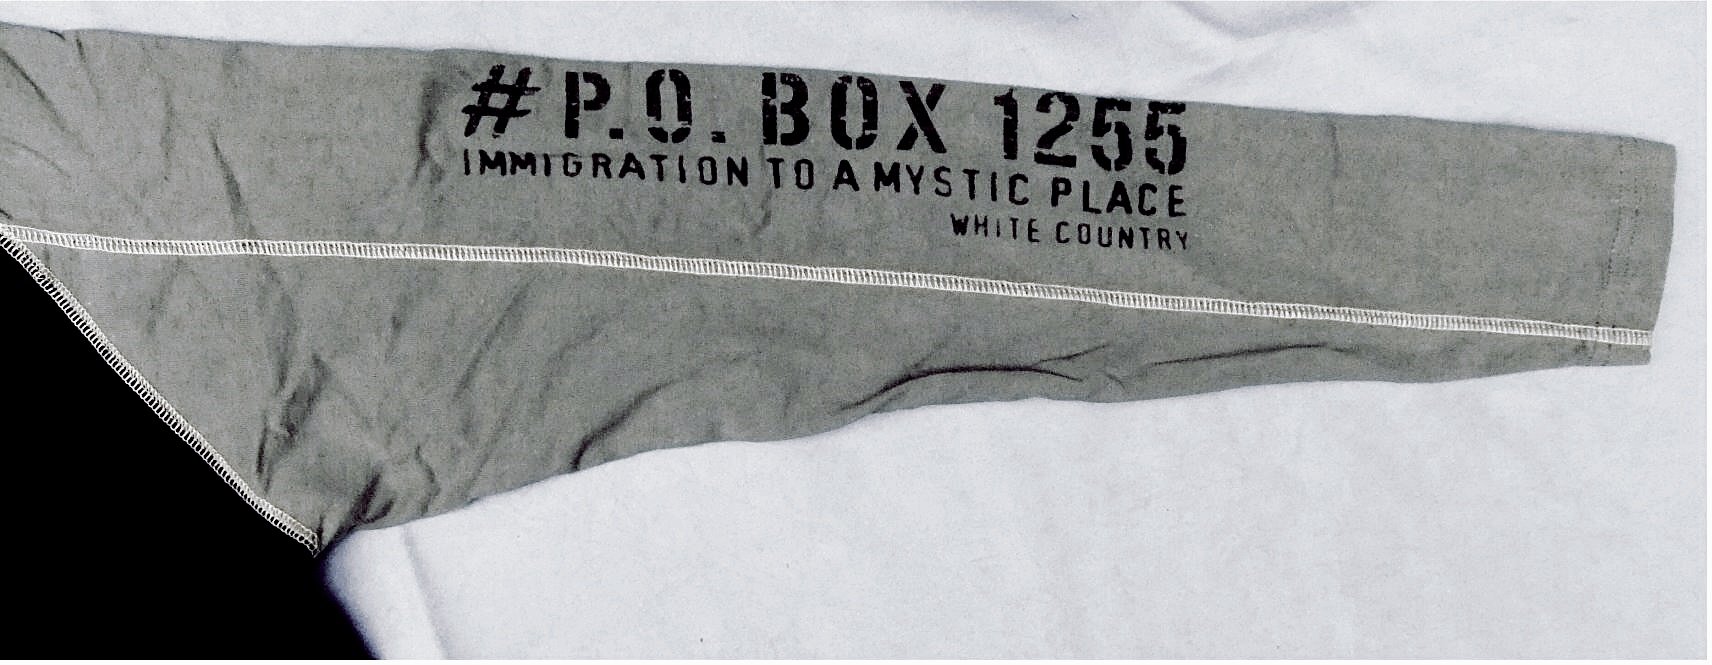 # P.O. BOX 1255
IMMIGRATION TO A MYSTIC PLACE
WHITE COUNTRY